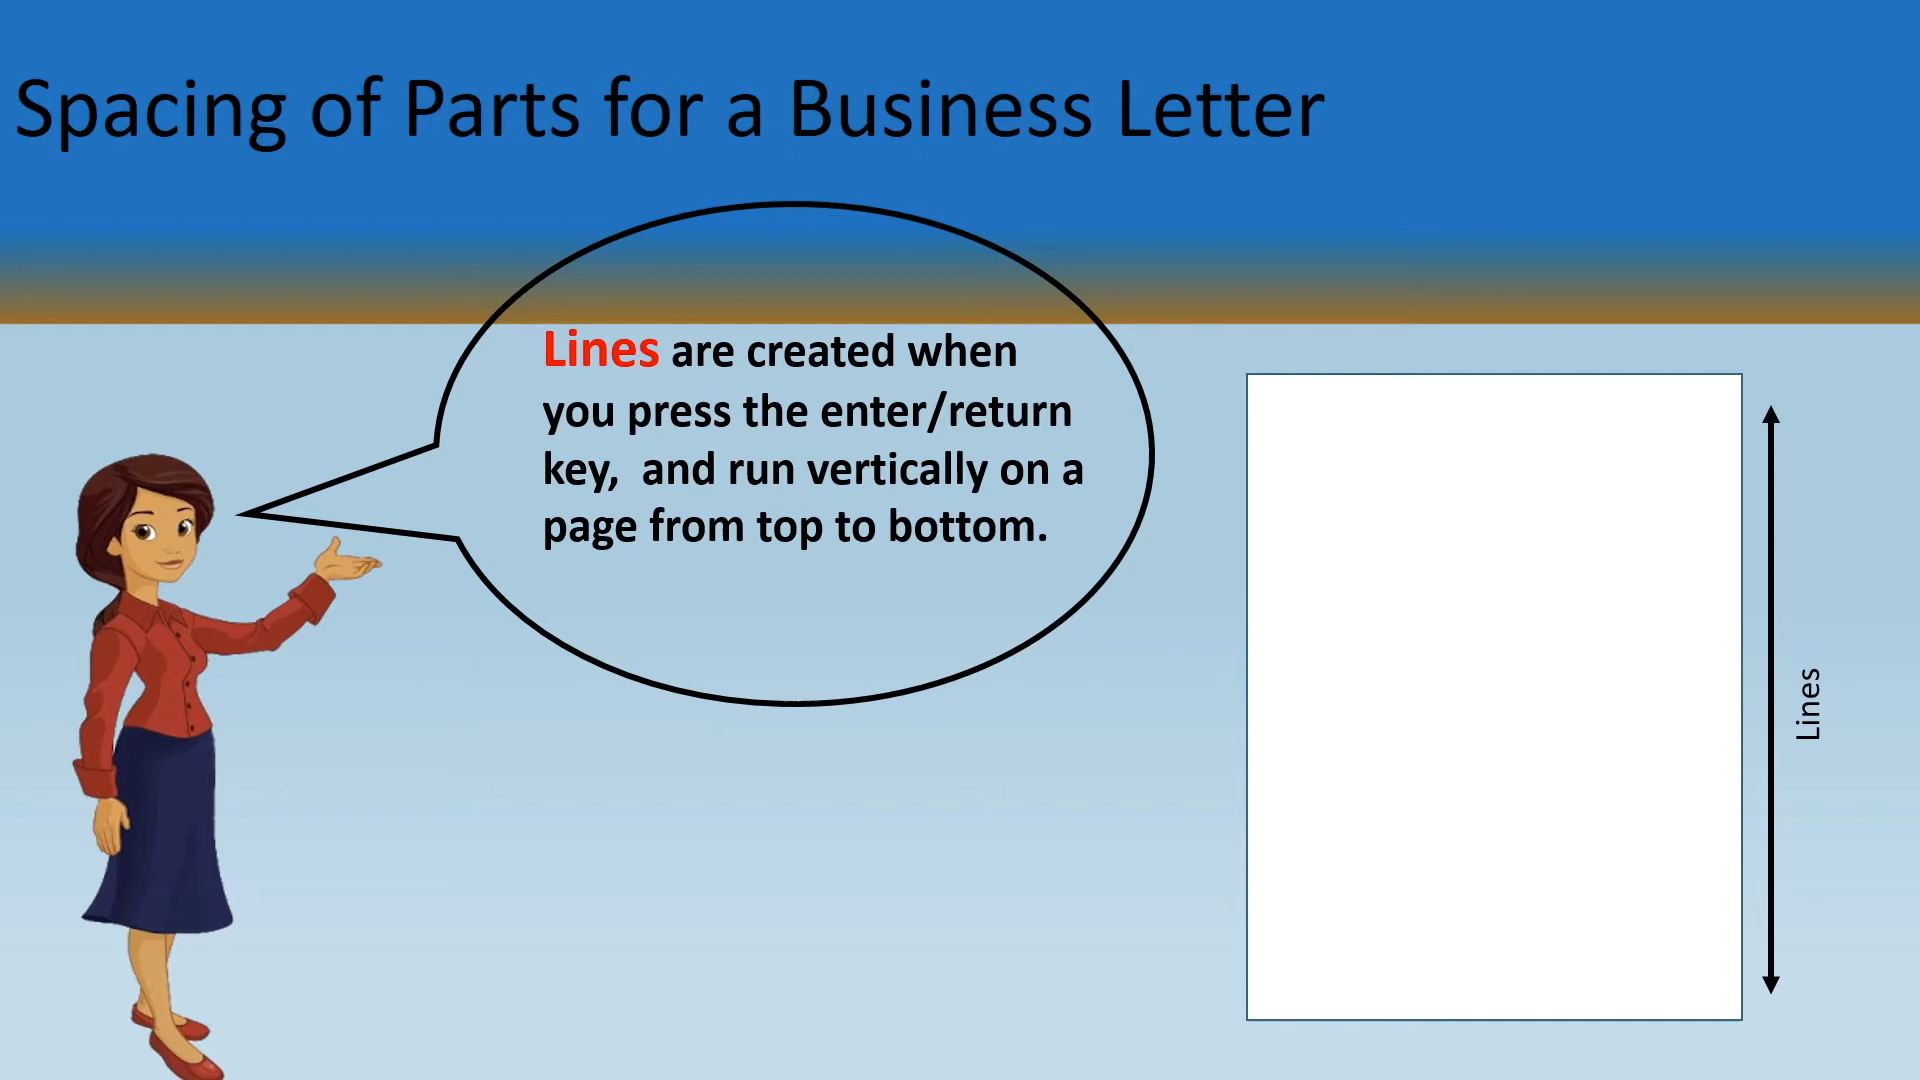 Spacing of Parts for a Business Letter
Lines are created when
you press the enter/return
key,  and run vertically on a
page from top to bottom.
Lines